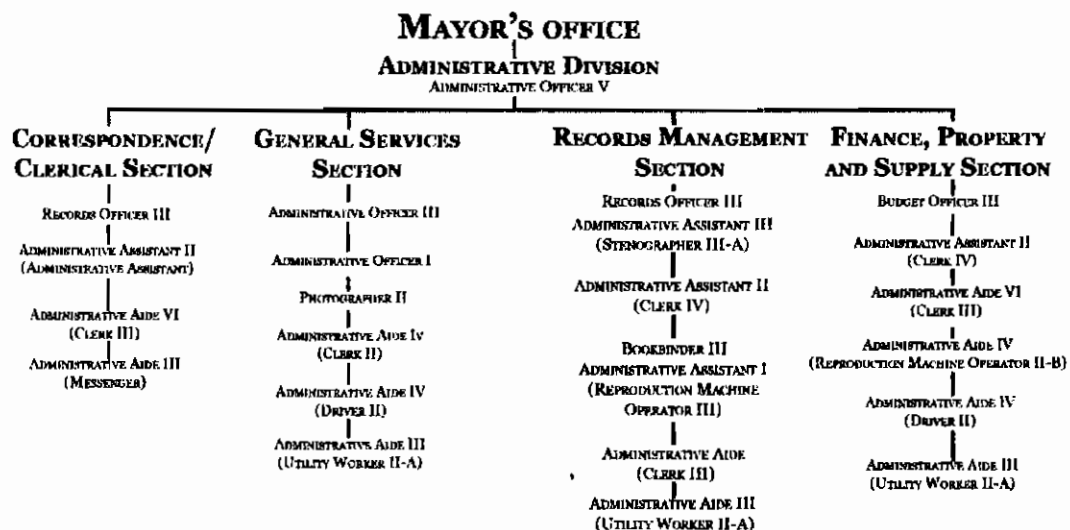 MAYOR'S OFFICE
ADMINISTRATIVE DIVISION
ADMINISTRATIVE OFFICER V
CORRESPONDENCE/
CLERICAL SECTION
RECORDS OFFICER III
ADMINISTRATIVE ASSISTANT II
(ADMINISTRATIVE ASSISTANT)
ADMINISTRATIVE AIDE VI
(CLERK III)
ADMINISTRATIVE AIDE III
(MESSENGER)
GENERAL SERVICES
SECTION
ADMINISTRATIVE OFFICER III
ADMINISTRATIVE OFFICER I
PHOTOGRAPHER II
ADMINISTRATIVE AIDE IV
(CLERK II)
ADMINISTRATIVE AIDE IV
(DRIVER II)
ADMINISTRATIVE AIDE III
(UTILITY WORKER II-A)
RECORDS MANAGEMENT
SECTION
RECORDS OFFICER III
ADMINISTRATIVE ASSISTANT III
(STENOGRAPHER III-A)
ADMINISTRATIVE ASSISTANT II
(CLERK IV)
BOOKBINDER III
ADMINISTRATIVE ASSISTANT I
(REPRODUCTION MACHINE
OPERATOR III)
ADMINISTRATIVE AIDE
(CLERK III)
ADMINISTRATIVE AIDE III
(UTILITY WORKER II-A)
FINANCE, PROPERTY
AND SUPPLY SECTION
BUDGET OFFICER III
ADMINISTRATIVE ASSISTANT II
(CLERK IV)
ADMINISTRATIVE AIDE VI
(CLERK III)
ADMINISTRATIVE AIDE IV
(REPRODUCTION MACHINE OPERATOR II-B)
ADMINISTRATIVE AIDE IV
(DRIVER II)
ADMINISTRATIVE AIDE III
(UTILITY WORKER II-A)